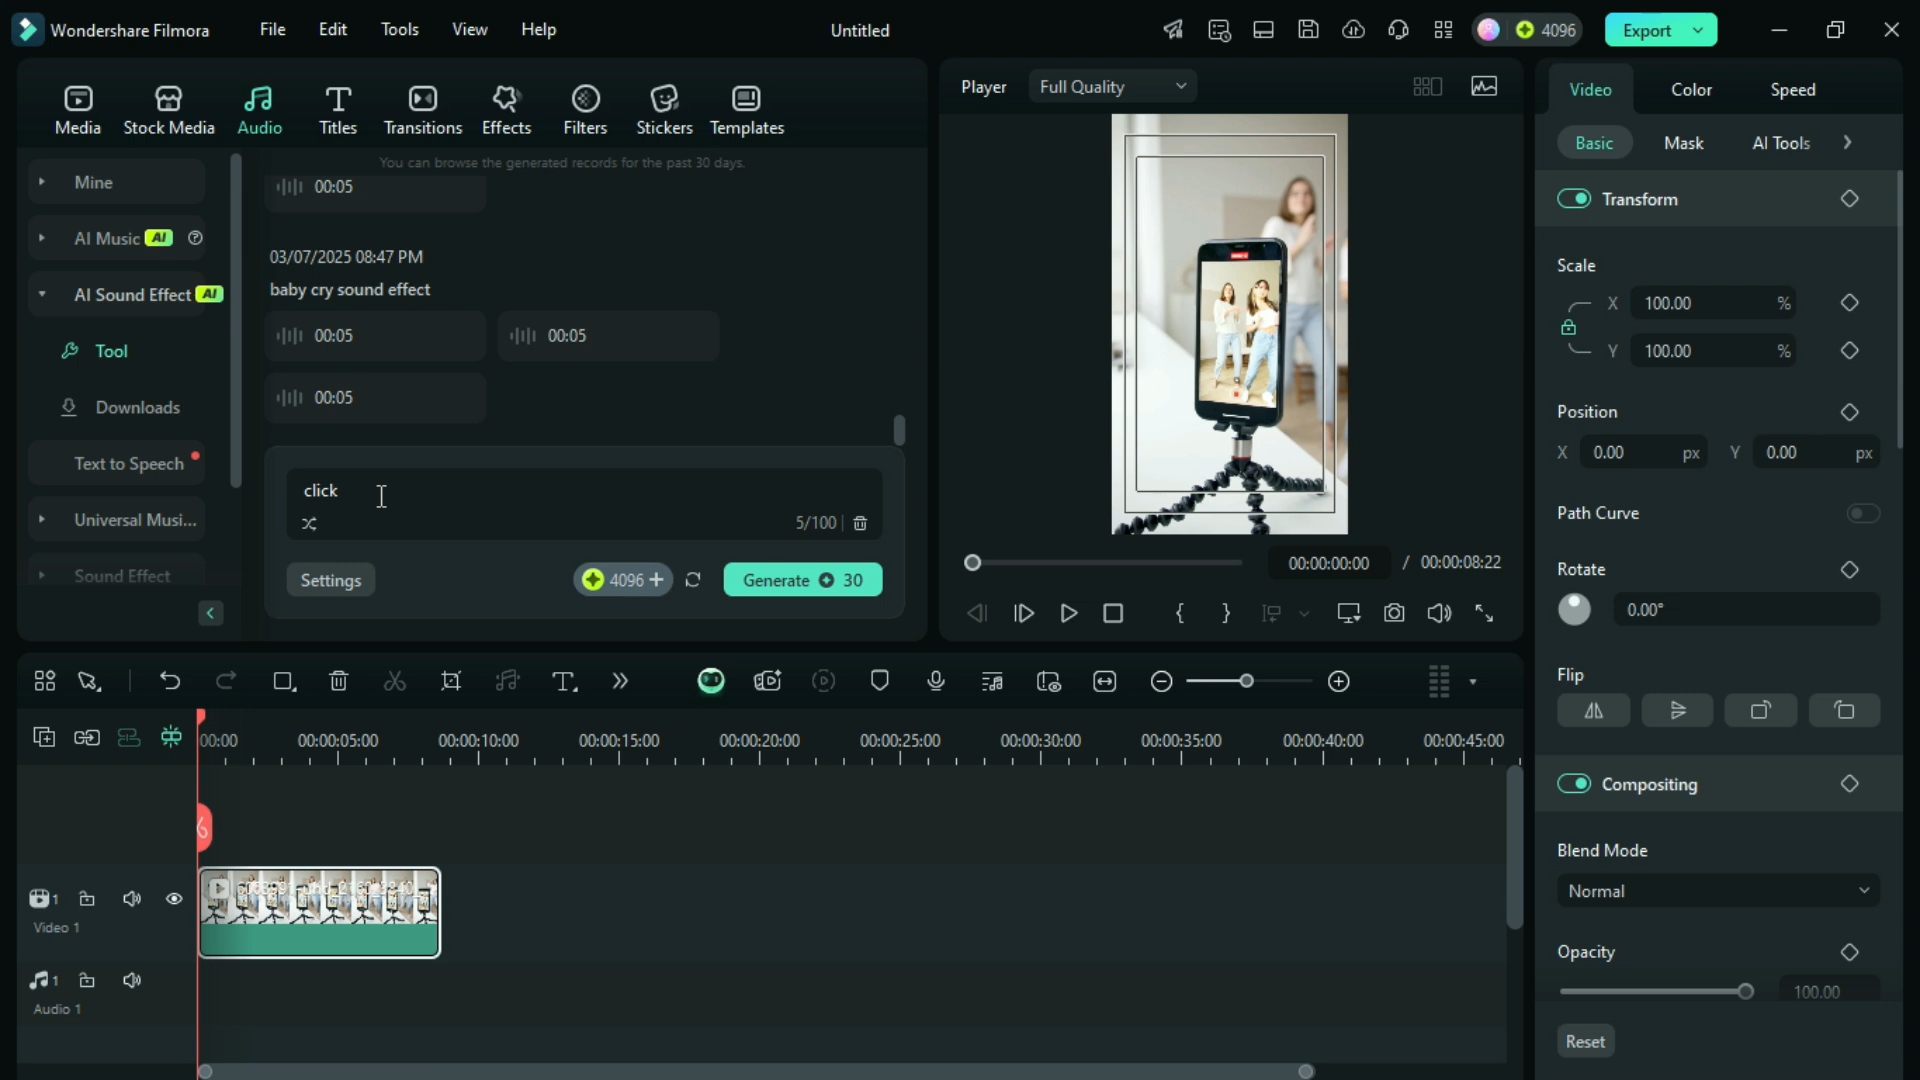 Wondershare Filmora
File
Edit
Tools
View
Help
Untitled
4096
Export
Media
Stock Media
Audio
Titles
Transitions
Effects
Filters
Stickers
Templates
Player
Full Quality
Video
Color
Speed
Basic
Mask
AI Tools
Mine
AI Music AI
AI Sound Effect AI
Tool
Downloads
Text to Speech
Universal Musi...
Sound Effect
You can browse the generated records for the past 30 days.
00:05
03/07/2025 08:47 PM
baby cry sound effect
00:05
00:05
00:05
click
5/100
Settings
4096
Generate 30
00:00:00:00 / 00:00:08:22
Transform
Scale
X 100.00 %
Y 100.00 %
Position
X 0.00 px Y 0.00 px
Path Curve
Rotate
0.00°
Flip
Compositing
Blend Mode
Normal
Opacity
100.00
Reset
00:00
00:00:05:00
00:00:10:00
00:00:15:00
00:00:20:00
00:00:25:00
00:00:30:00
00:00:35:00
00:00:40:00
00:00:45:00
1
Video 1
1
Audio 1